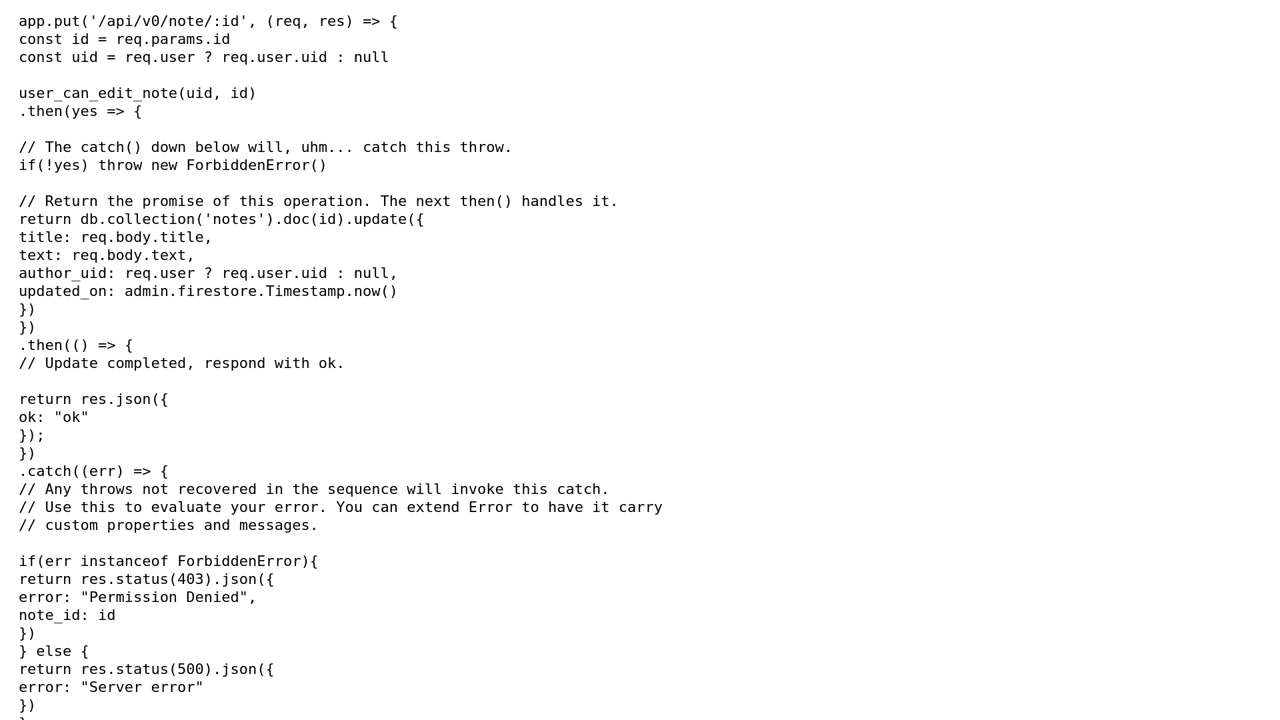 app.put('/api/v0/note/:id', (req, res) => {
const id = req.params.id
const uid = req.user ? req.user.uid : null
user_can_edit_note(uid, id)
.then(yes => {
// The catch() down below will, uhm... catch this throw.
if(!yes) throw new ForbiddenError()
// Return the promise of this operation. The next then() handles it.
return db.collection('notes').doc(id).update({
title: req.body.title,
text: req.body.text,
author_uid: req.user ? req.user.uid : null,
updated_on: admin.firestore.Timestamp.now()
})
})
.then(() => {
// Update completed, respond with ok.
return res.json({
ok: "ok"
});
})
.catch((err) => {
// Any throws not recovered in the sequence will invoke this catch.
// Use this to evaluate your error. You can extend Error to have it carry
// custom properties and messages.
if(err instanceof ForbiddenError){
return res.status(403).json({
error: "Permission Denied",
note_id: id
})
} else {
return res.status(500).json({
error: "Server error"
})